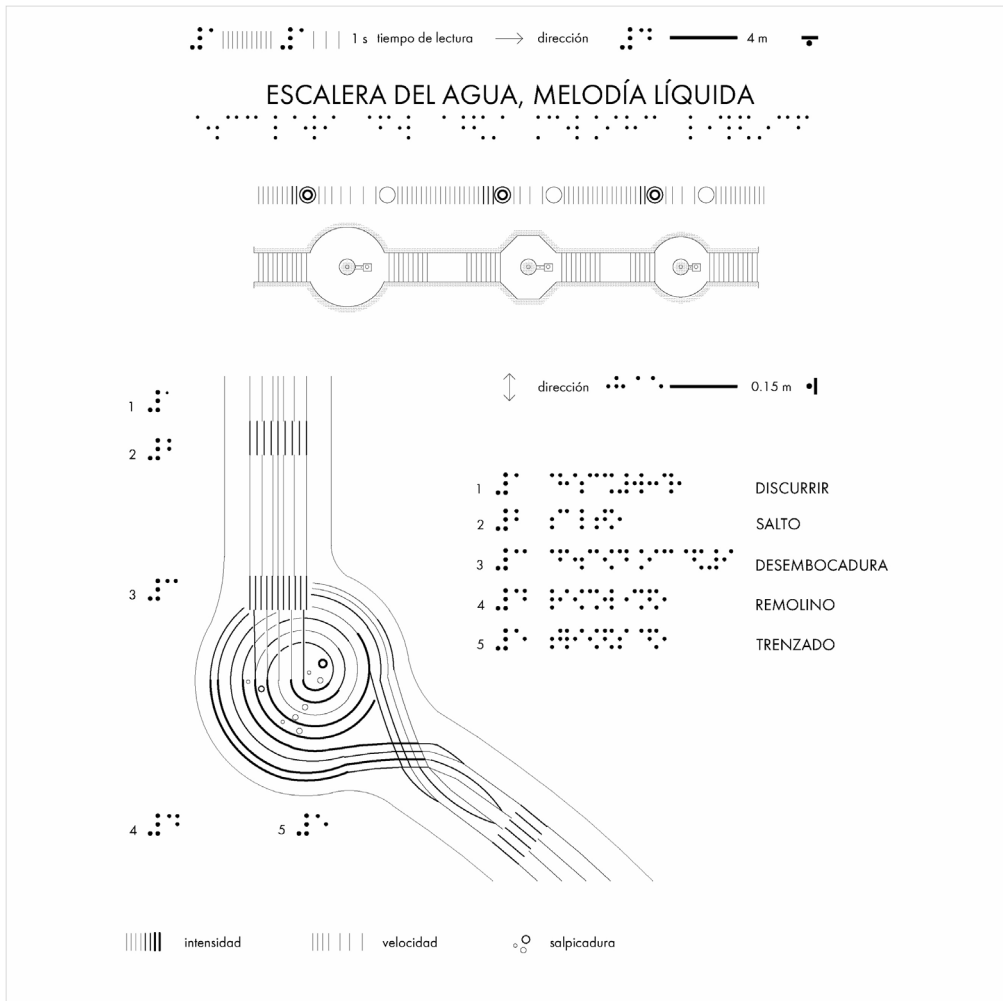 1 s tiempo de lectura dirección 4 m
ESCALERA DEL AGUA, MELODÍA LÍQUIDA
dirección 0.15 m
1
2
3
4
5
1 DISCURRIR
2 SALTO
3 DESEMBOCADURA
4 REMOLINO
5 TRENZADO
intensidad velocidad salpicadura